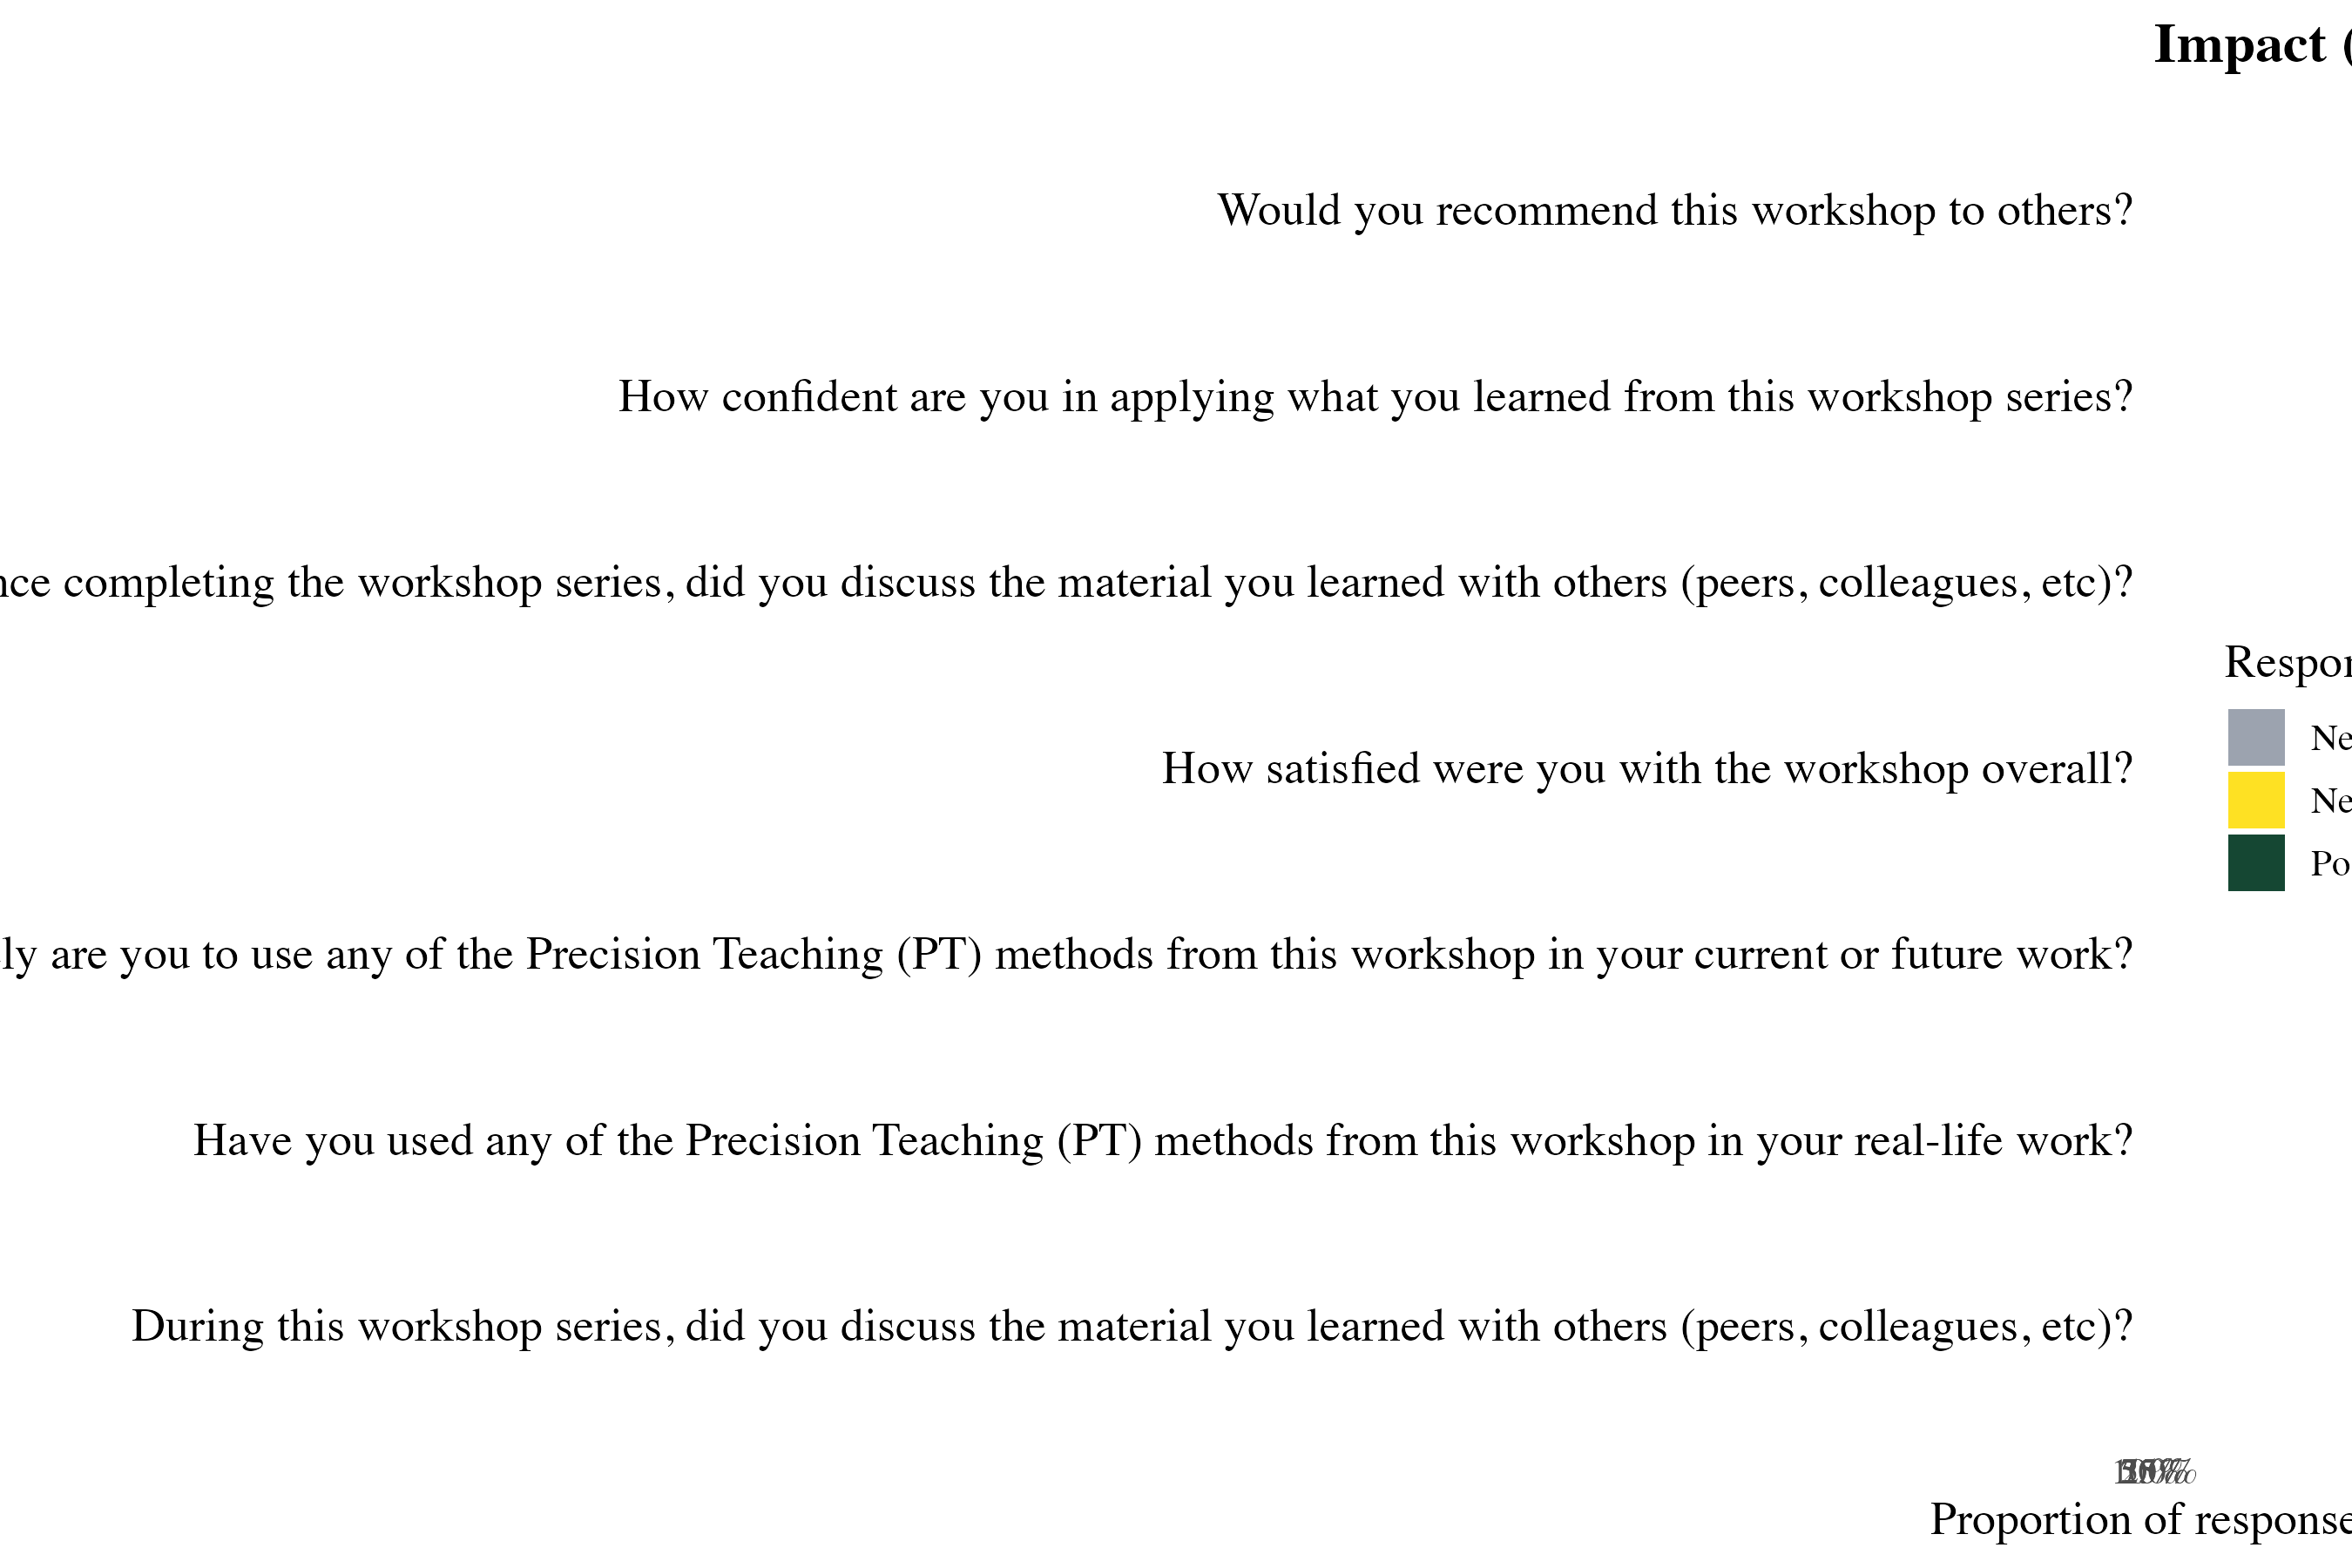 Impact (
Would you recommend this workshop to others?
How confident are you in applying what you learned from this workshop series?
nce completing the workshop series, did you discuss the material you learned with others (peers, colleagues, etc)?
Respon
How satisfied were you with the workshop overall?
Ne
Ne
Po
ly are you to use any of the Precision Teaching (PT) methods from this workshop in your current or future work?
Have you used any of the Precision Teaching (PT) methods from this workshop in your real-life work?
During this workshop series, did you discuss the material you learned with others (peers, colleagues, etc)?
Proportion of response